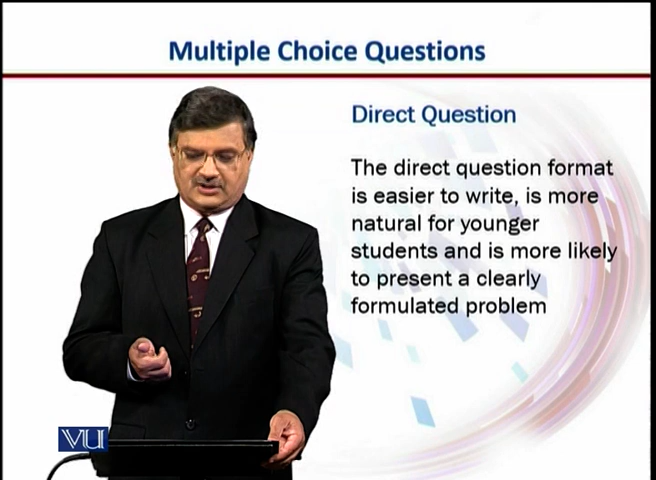 Multiple Choice Questions
Direct Question
The direct question format
is easier to write, is more
natural for younger
students and is more likely
to present a clearly
formulated problem
VU